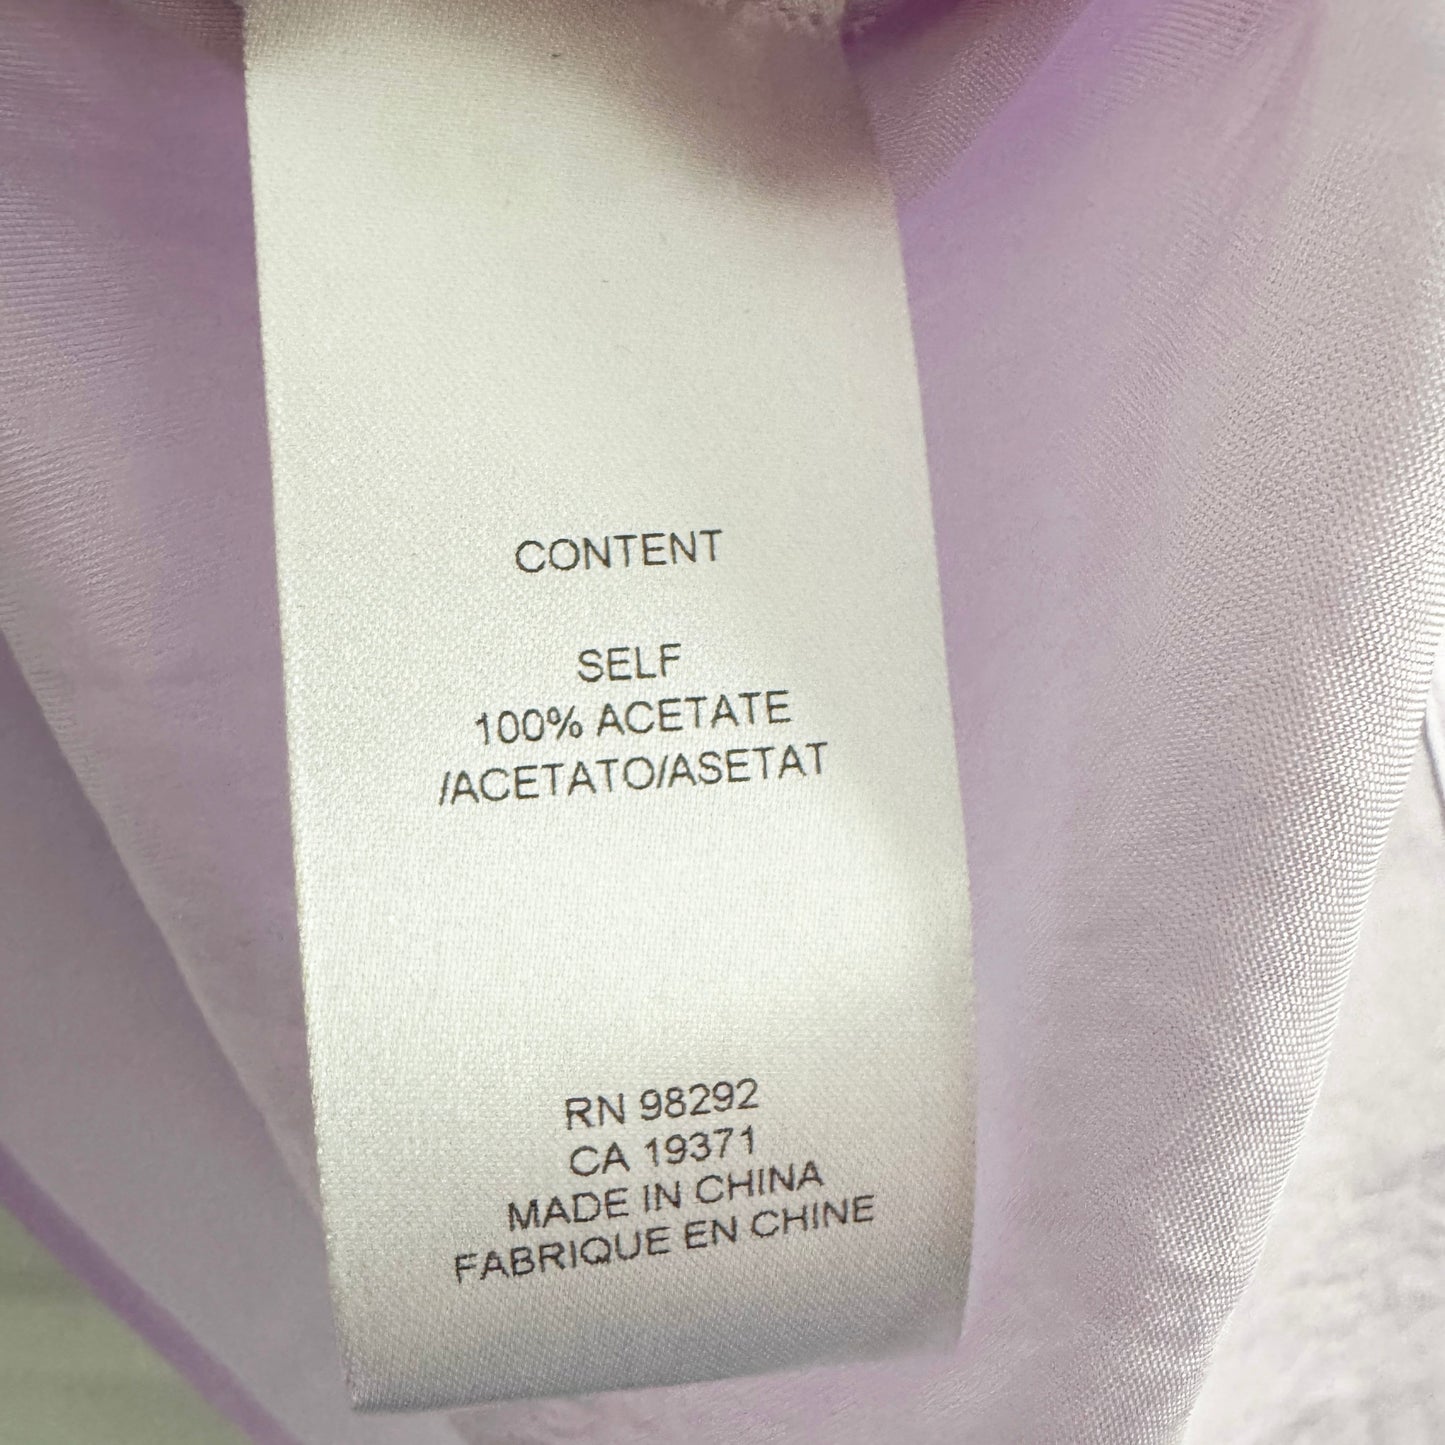 CONTENT
SELF
100% ACETATE
/ACETATO/ASETAT
RN 98292
CA 19371
MADE IN CHINA
FABRIQUE EN CHINE